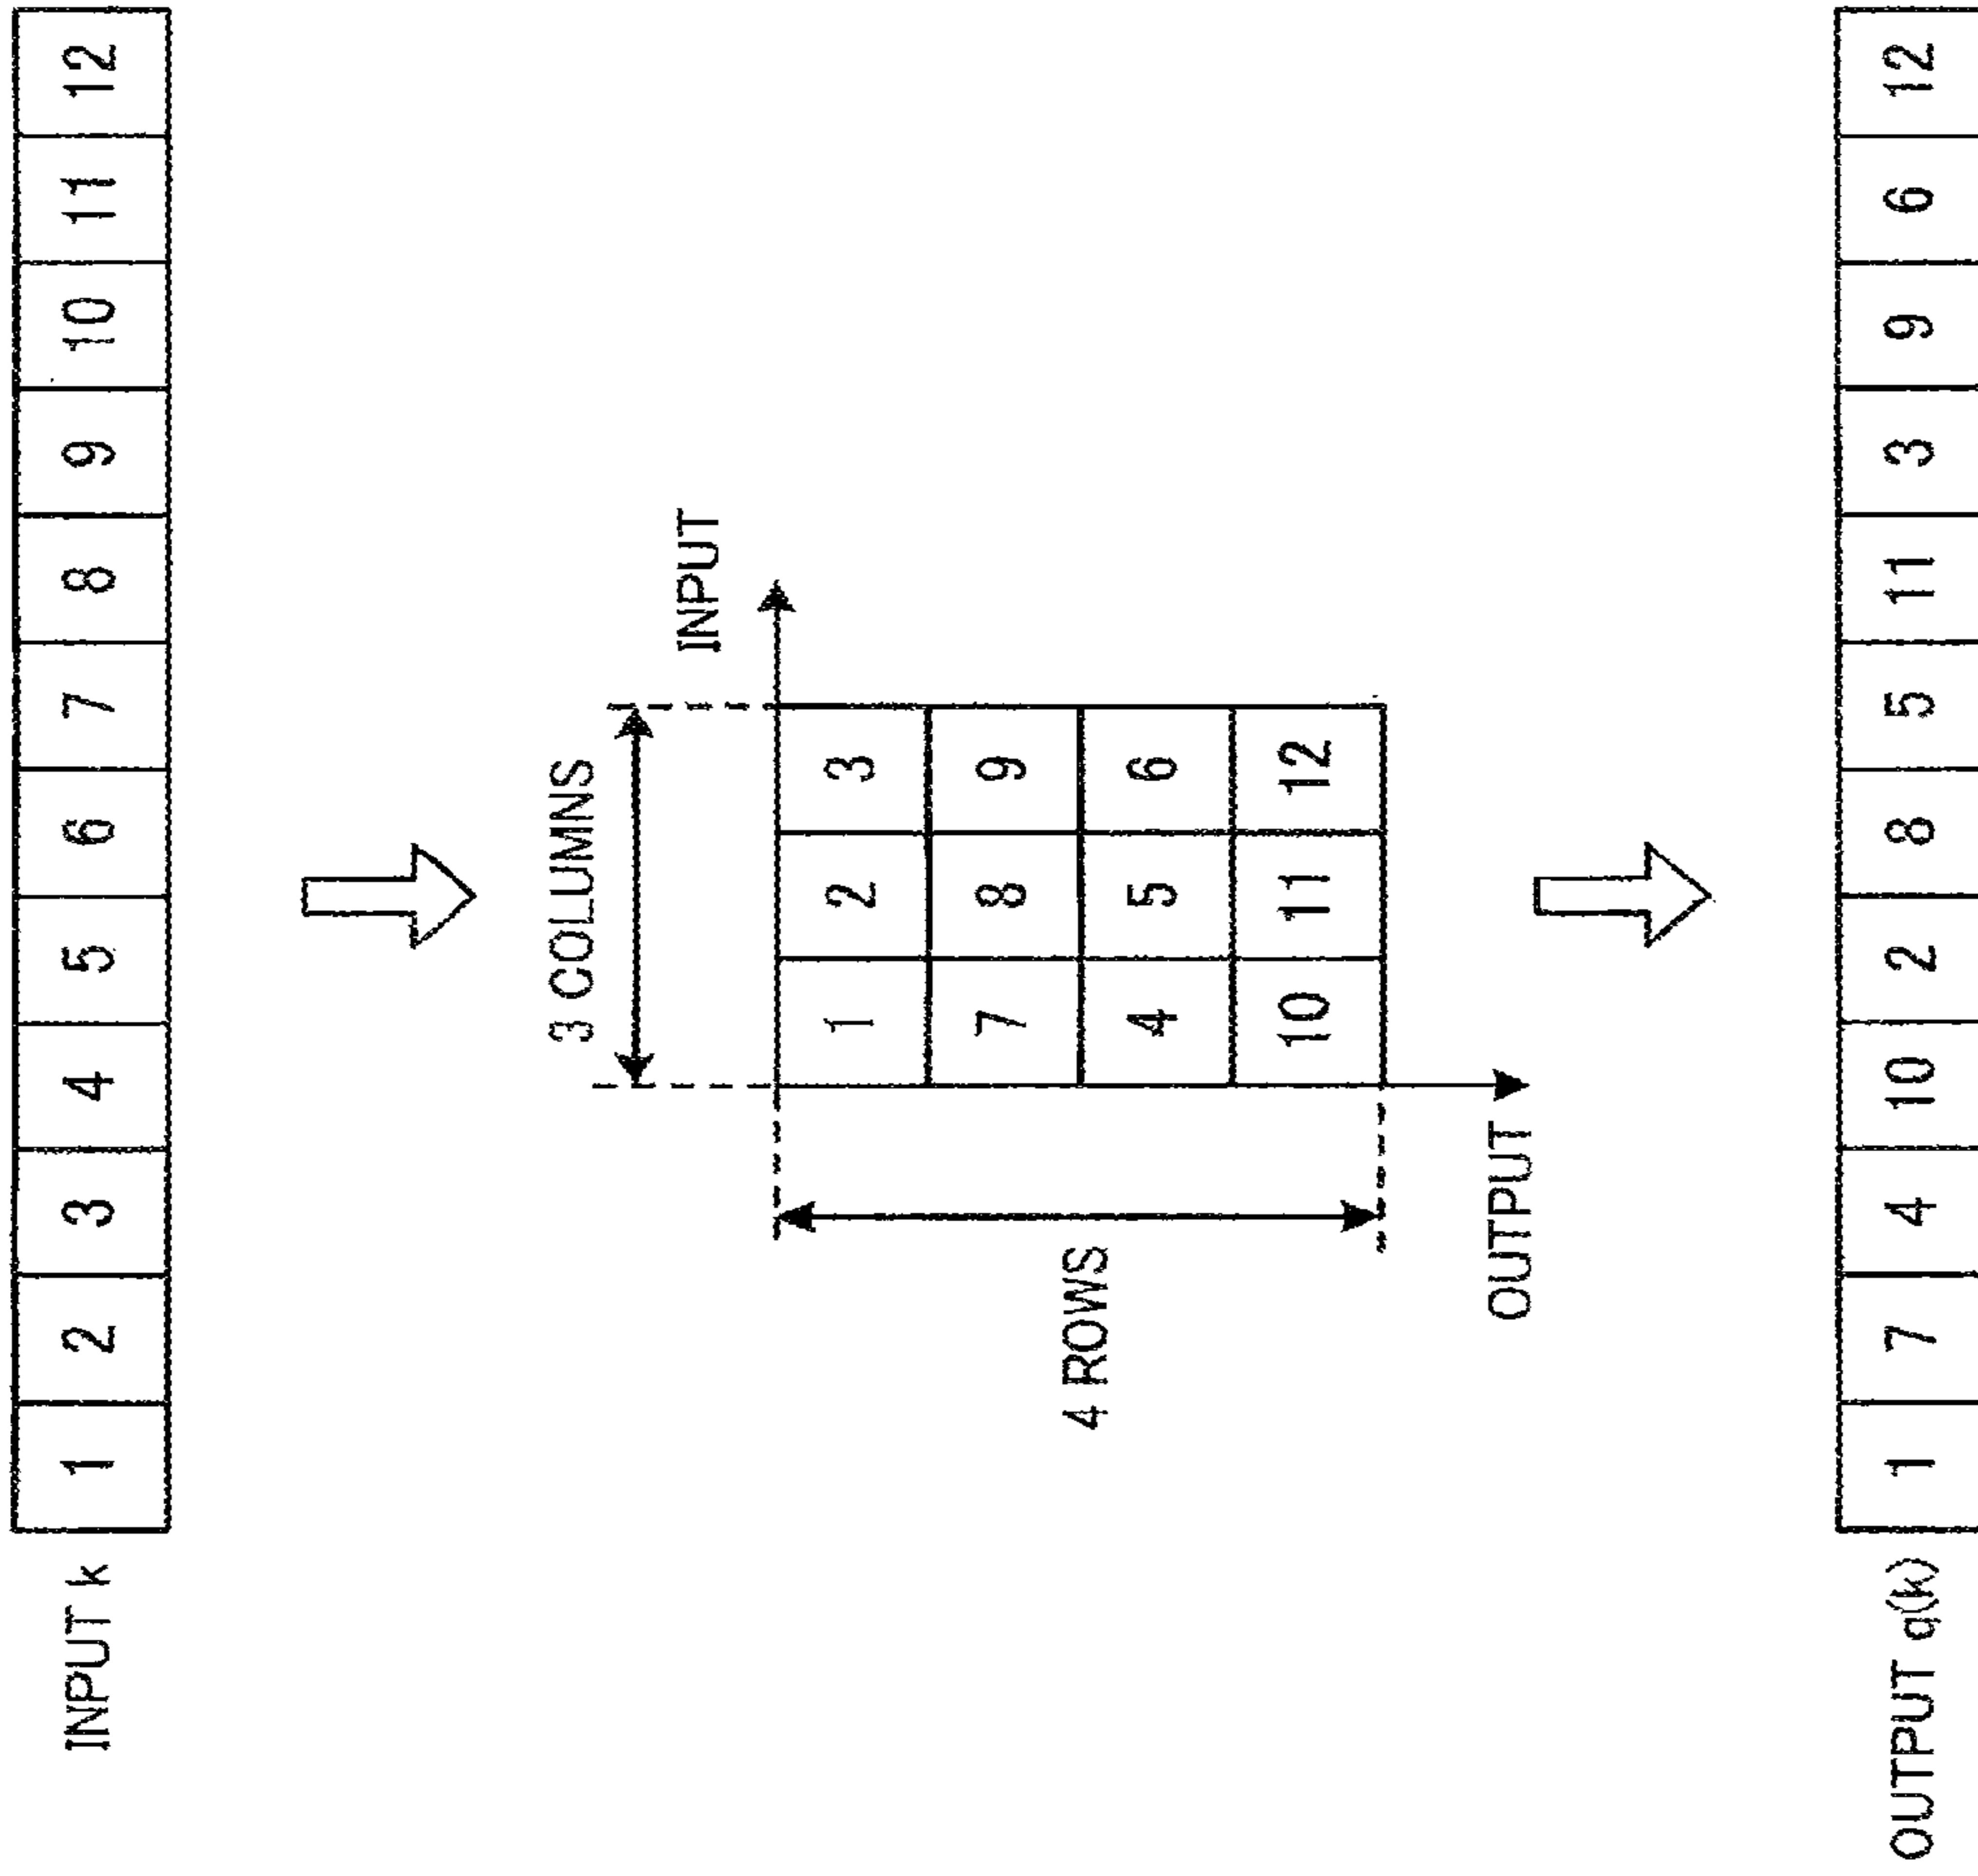 INPUT k 1 2 3 4 5 6 7 8 9 10 11 12
3 COLUMNS
INPUT
4 ROWS
1 2 3
7 8 9
4 5 6
10 11 12
OUTPUT
OUTPUT q(k) 1 7 4 10 2 8 5 11 3 9 6 12